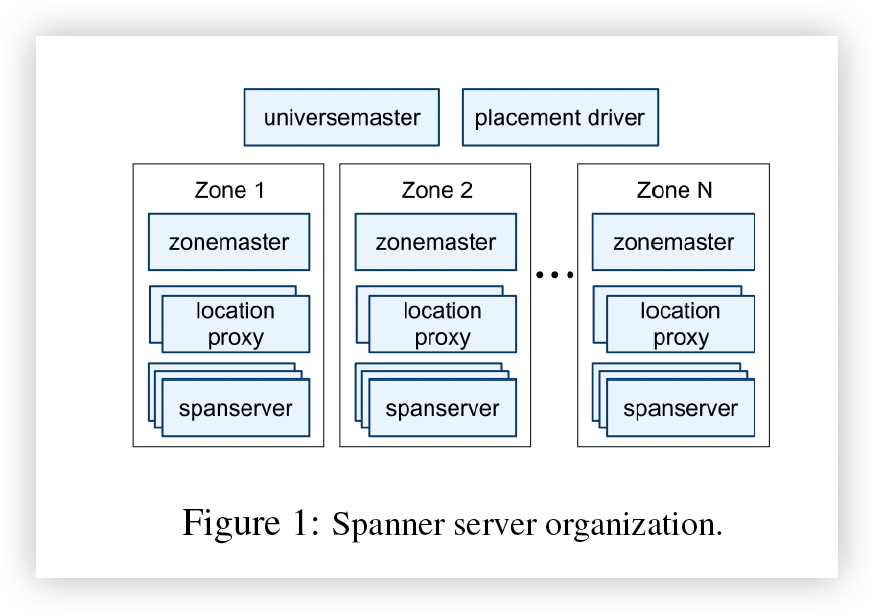 universemaster placement driver
Zone 1 Zone 2 Zone N
zonemaster zonemaster zonemaster
...
location location location
proxy proxy proxy
spanserver spanserver spanserver
Figure 1: Spanner server organization.